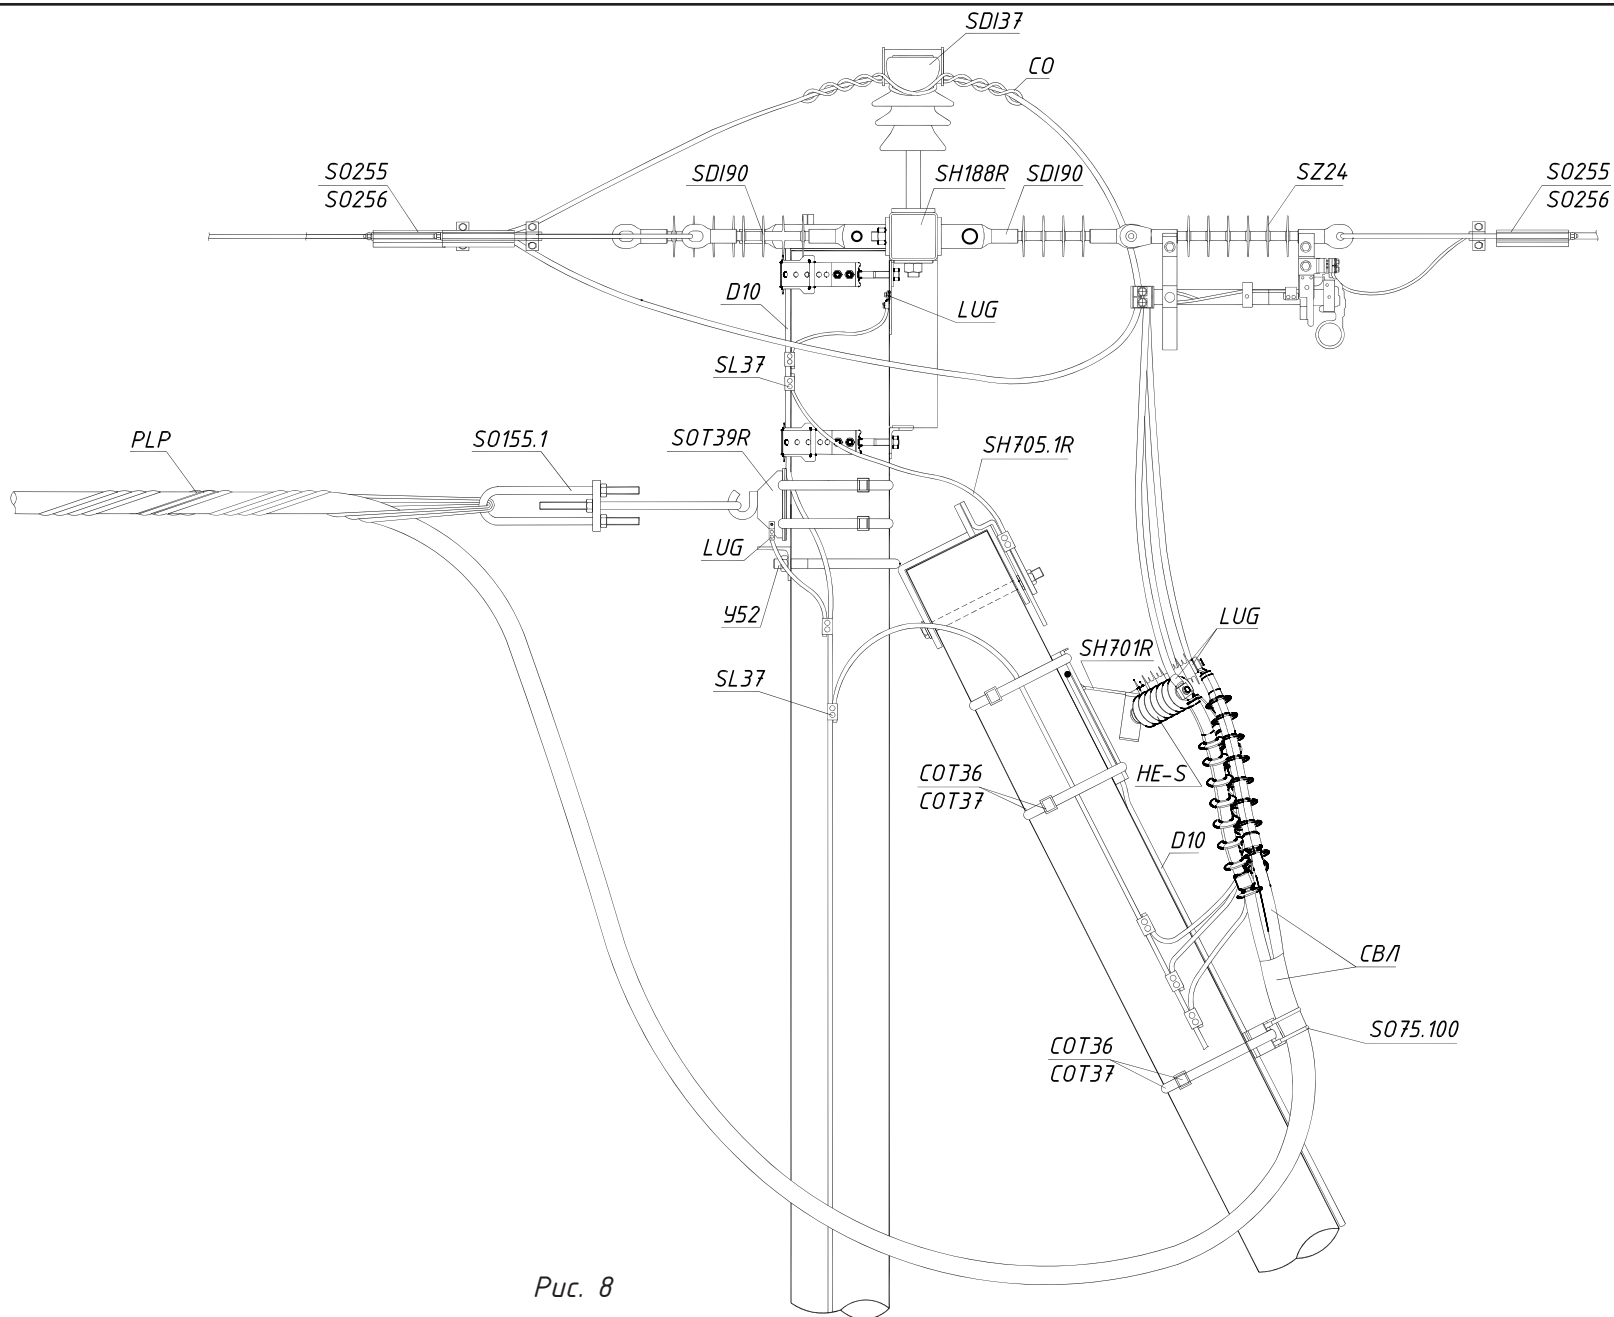 SDI37
CO
SO255
SO256
SDI90
SH188R
SDI90
SZ24
SO255
SO256
D10
LUG
SL37
PLP
SO155.1
SOT39R
SH705.1R
LUG
У52
LUG
SH701R
SL37
COT36
COT37
HE-S
D10
СВЛ
COT36
COT37
SO75.100
Рис. 8